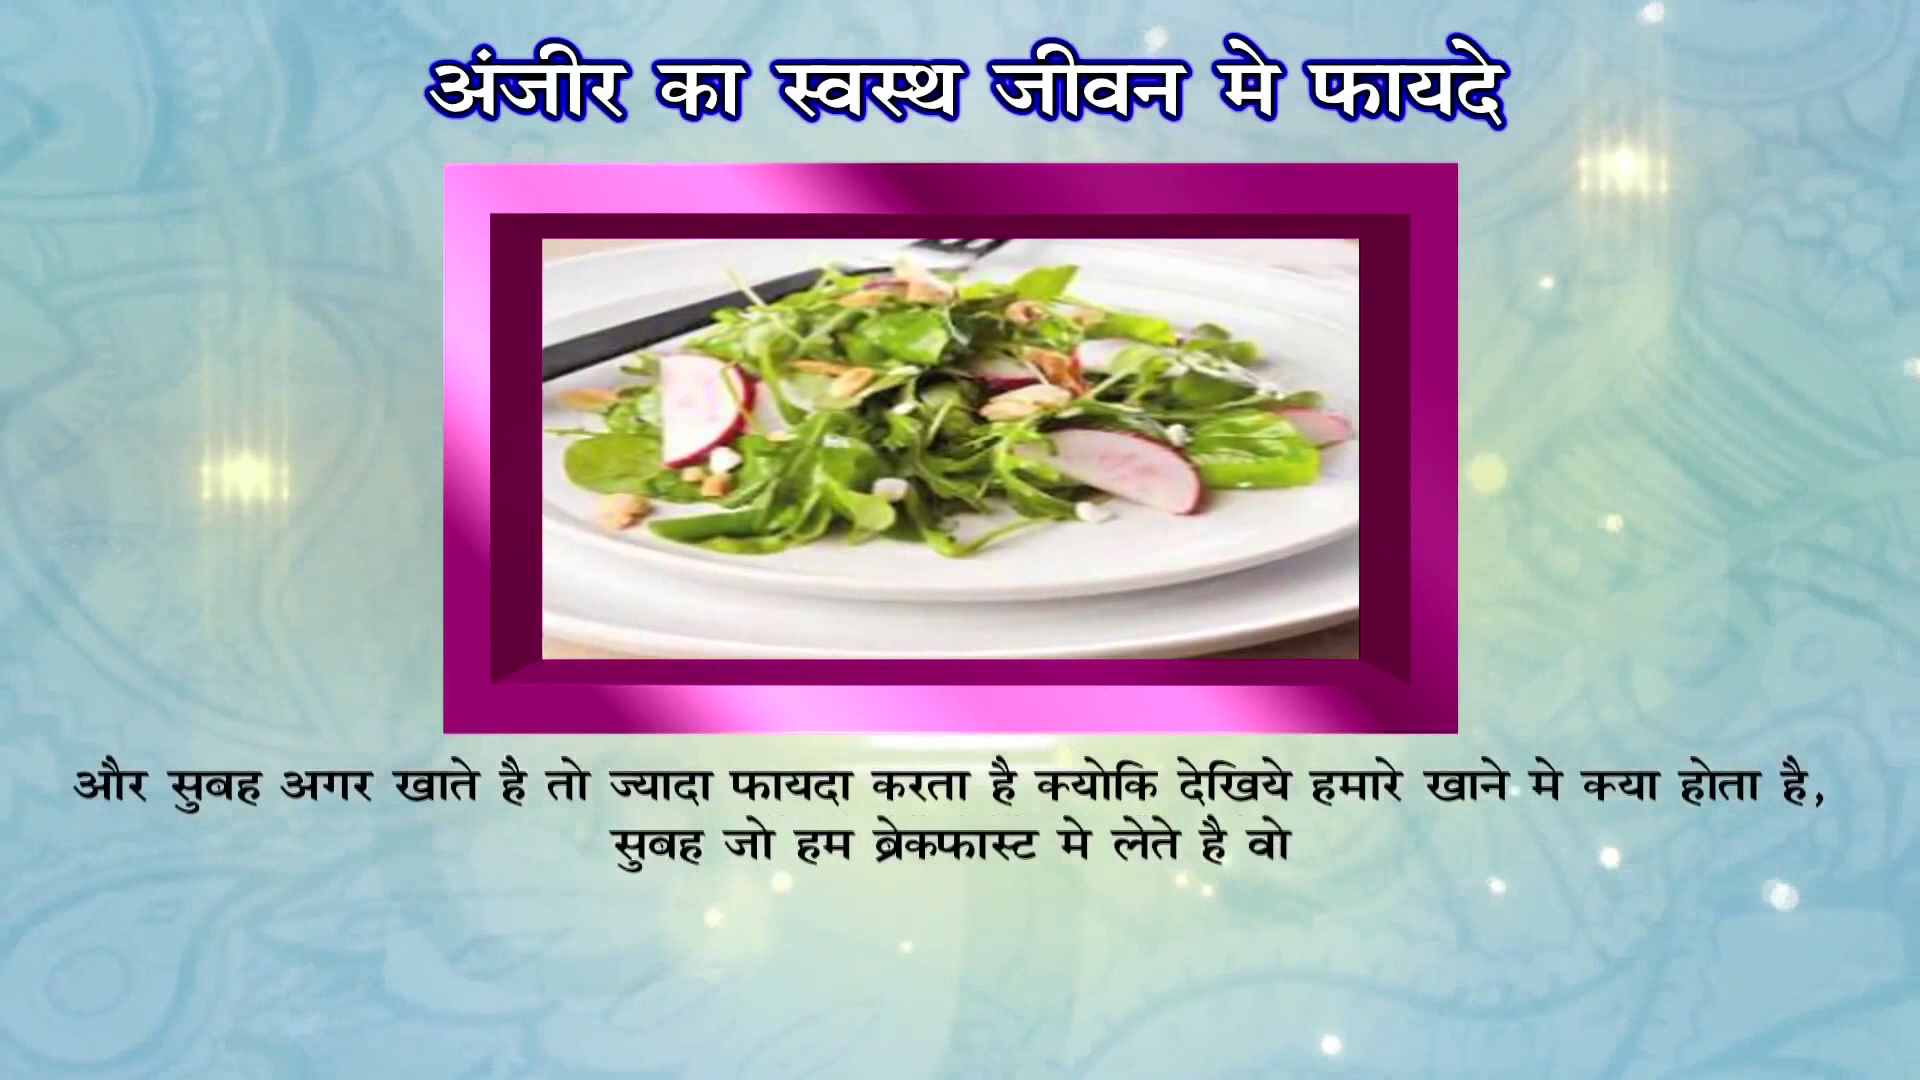 अंजीर का स्वस्थ जीवन मे फायदे
और सुबह अगर खाते है तो ज्यादा फायदा करता है क्योकि देखिये हमारे खाने मे क्या होता है,
सुबह जो हम ब्रेकफास्ट मे लेते है वो